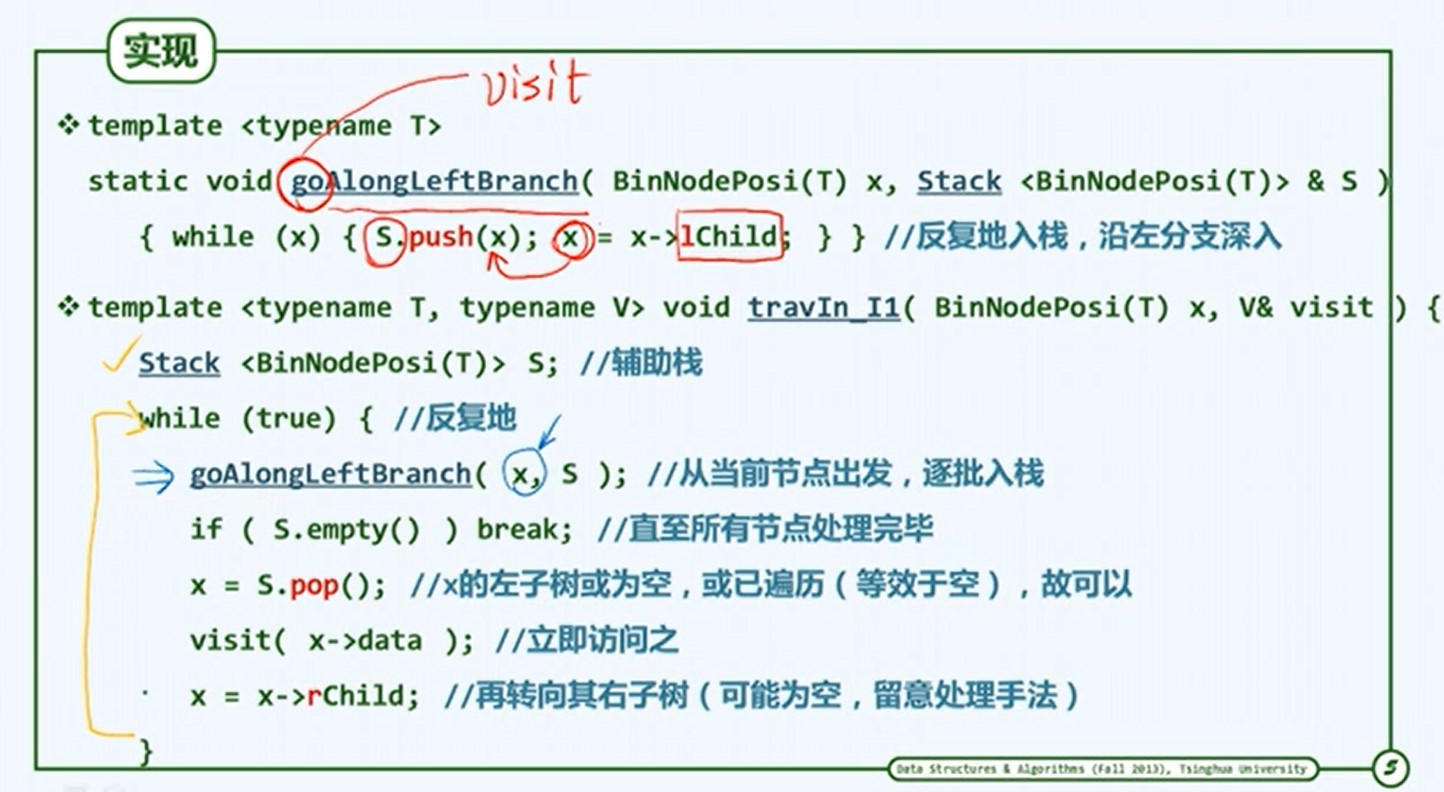 实现
visit
❖ template <typename T>
static void goAlongLeftBranch( BinNodePosi(T) x, Stack <BinNodePosi(T)> & S )
{ while (x) { S.push(x); x = x->lChild; } } //反复地入栈，沿左分支深入
❖ template <typename T, typename V> void travIn_I1( BinNodePosi(T) x, V& visit ) {
Stack <BinNodePosi(T)> S; //辅助栈
while (true) { //反复地
goAlongLeftBranch( x, S ); //从当前节点出发，逐批入栈
if ( S.empty() ) break; //直至所有节点处理完毕
x = S.pop(); //x的左子树或为空，或已遍历（等效于空），故可以
visit( x->data ); //立即访问之
x = x->rChild; //再转向其右子树（可能为空，留意处理手法）
}
Data Structures & Algorithms (Fall 2013), Tsinghua University
5